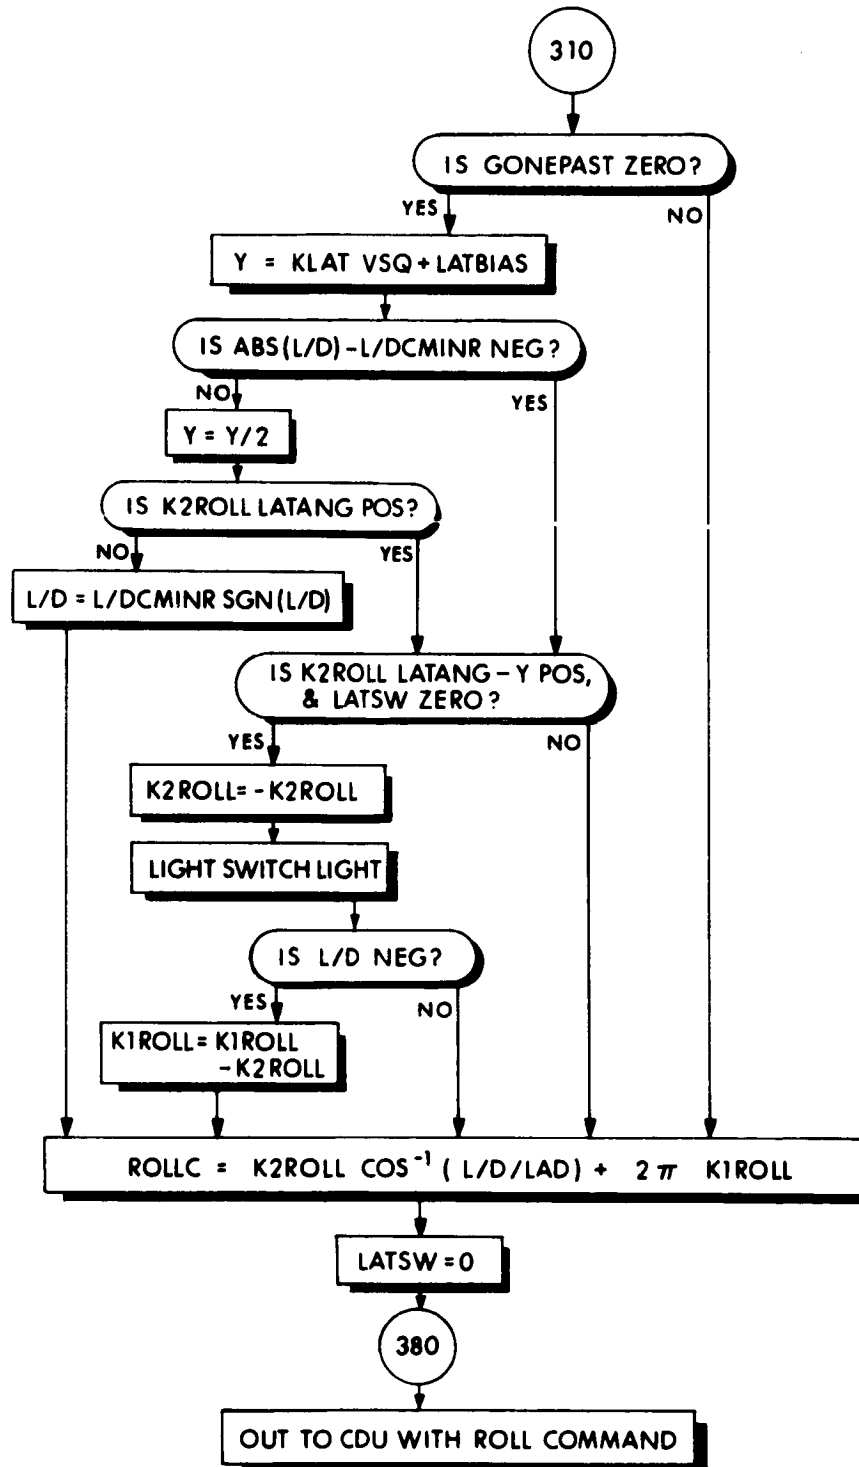 310
IS GONEPAST ZERO?
YES
NO
Y = KLAT VSQ+LATBIAS
IS ABS(L/D)-L/DCMINR NEG?
NO
YES
Y = Y/2
IS K2ROLL LATANG POS?
NO
YES
L/D = L/DCMINR SGN(L/D)
IS K2ROLL LATANG-Y POS,
& LATSW ZERO?
YES
NO
K2ROLL=-K2ROLL
LIGHT SWITCH LIGHT
IS L/D NEG?
YES
NO
K1ROLL= K1ROLL
-K2ROLL
ROLLC = K2ROLL COS⁻¹ ( L/D/LAD) + 2π K1ROLL
LATSW=0
380
OUT TO CDU WITH ROLL COMMAND